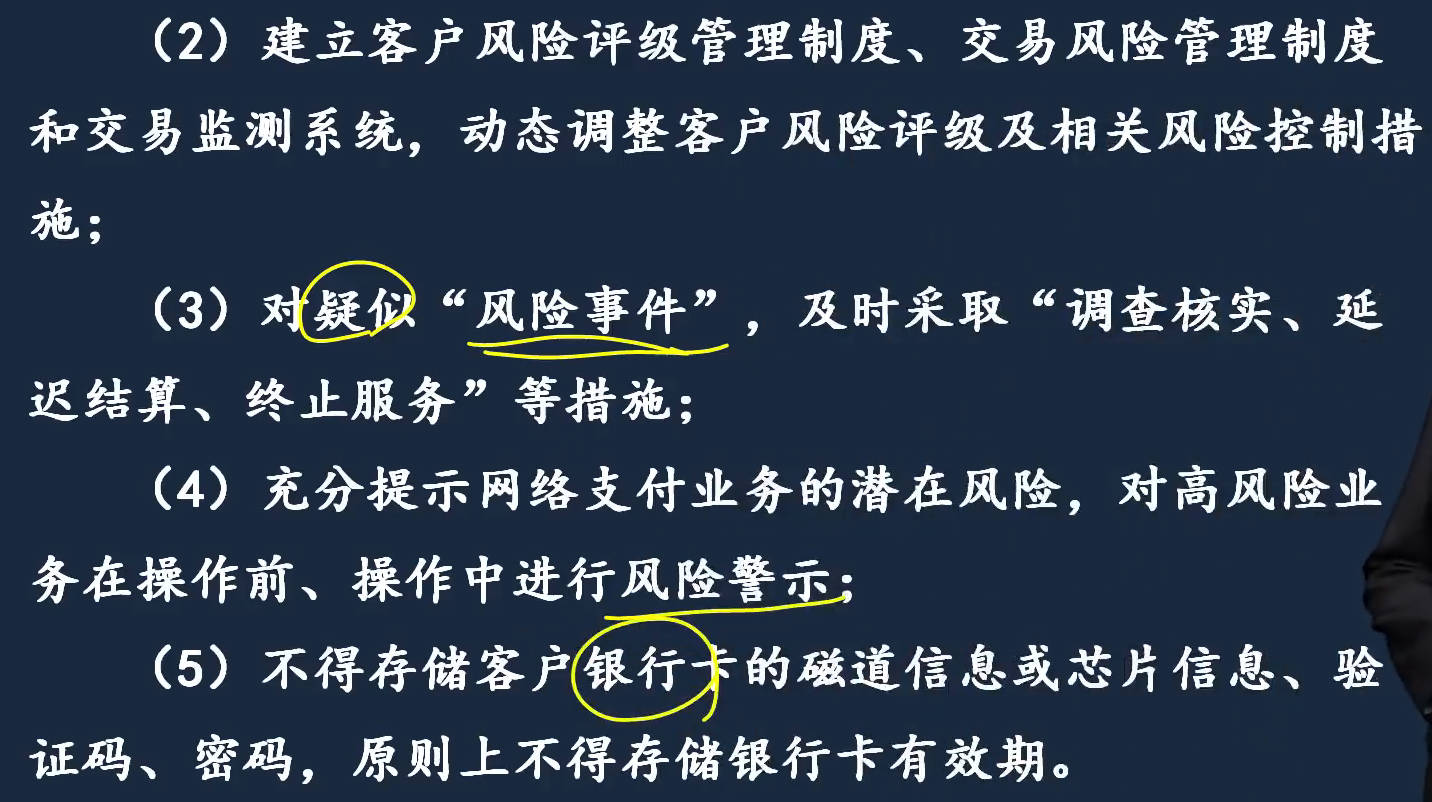 （2）建立客户风险评级管理制度、交易风险管理制度
和交易监测系统，动态调整客户风险评级及相关风险控制措
施；
（3）对疑似“风险事件”，及时采取“调查核实、延
迟结算、终止服务”等措施；
（4）充分提示网络支付业务的潜在风险，对高风险业
务在操作前、操作中进行风险警示；
（5）不得存储客户银行卡的磁道信息或芯片信息、验
证码、密码，原则上不得存储银行卡有效期。